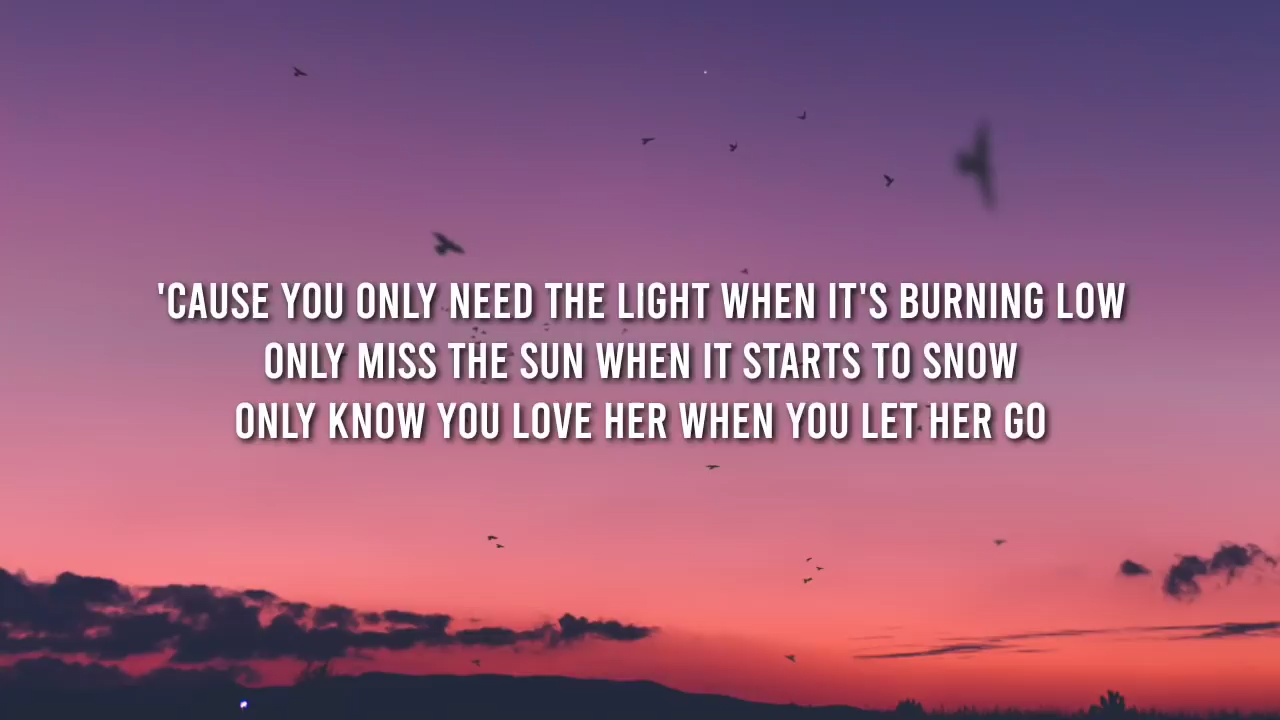 'CAUSE YOU ONLY NEED THE LIGHT WHEN IT'S BURNING LOW
ONLY MISS THE SUN WHEN IT STARTS TO SNOW
ONLY KNOW YOU LOVE HER WHEN YOU LET HER GO